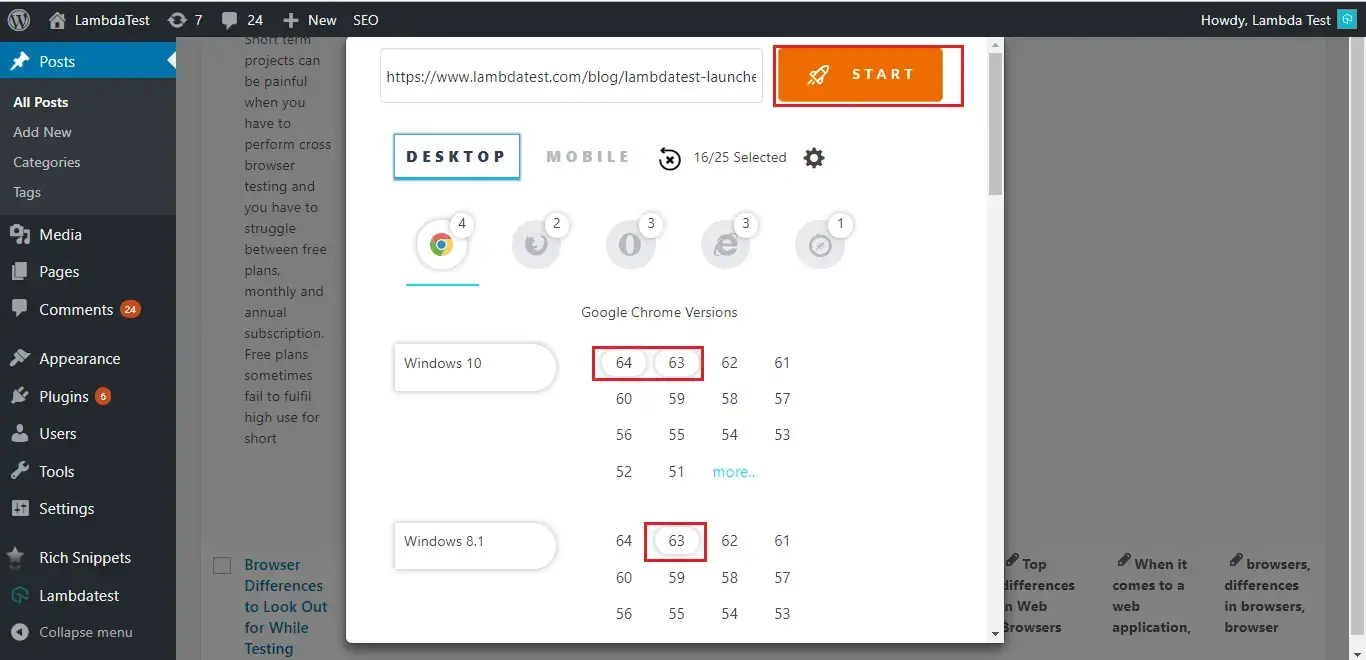 LambdaTest 7 24 New SEO Howdy, Lambda Test
Posts
All Posts
Add New
Categories
Tags
Media
Pages
Comments 24
Appearance
Plugins 6
Users
Tools
Settings
Rich Snippets
Lambdatest
Collapse menu
Short term
projects can
be painful
when you
have to
perform cross
browser
testing and
you have to
struggle
between free
plans,
monthly and
annual
subscription.
Free plans
sometimes
fail to fulfil
high use for
short
Browser
Differences
to Look Out
for While
Testing
https://www.lambdatest.com/blog/lambdatest-launche
START
DESKTOP MOBILE 16/25 Selected
4 2 3 3 1
Google Chrome Versions
Windows 10 64 63 62 61
60 59 58 57
56 55 54 53
52 51 more..
Windows 8.1 64 63 62 61
60 59 58 57
56 55 54 53
Top
differences
n Web
Browsers
When it
comes to a
web
application,
browsers,
differences
in browsers,
browser